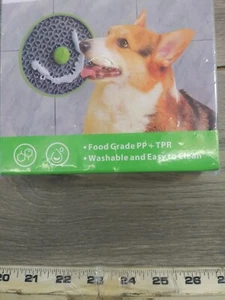 • Food Grade PP + TPR
• Washable and Easy to Clean
20 21 22 23 24 25 26